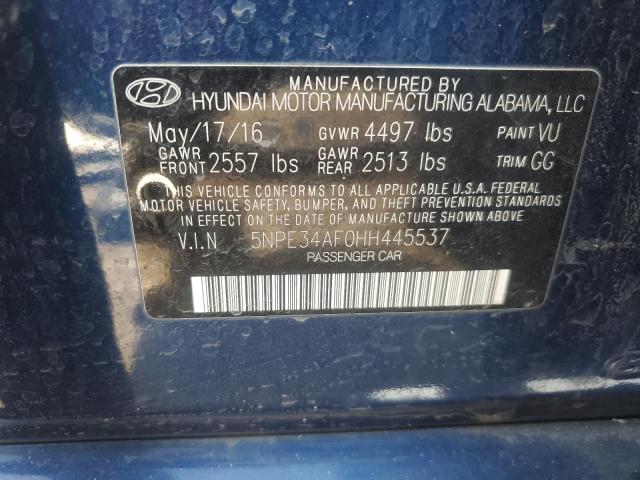 MANUFACTURED BY
HYUNDAI MOTOR MANUFACTURING ALABAMA, LLC
May/17/16 GVWR 4497 lbs PAINT VU
GAWR FRONT 2557 lbs GAWR REAR 2513 lbs TRIM GG
THIS VEHICLE CONFORMS TO ALL APPLICABLE U.S.A. FEDERAL
MOTOR VEHICLE SAFETY, BUMPER, AND THEFT PREVENTION STANDARDS
IN EFFECT ON THE DATE OF MANUFACTURE SHOWN ABOVE.
V.I.N 5NPE34AF0HH445537
PASSENGER CAR